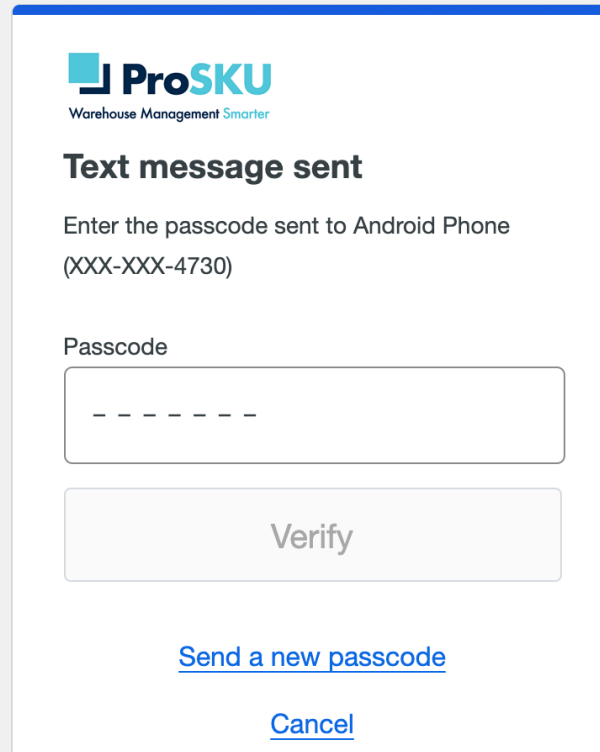 ProSKU
Warehouse Management Smarter
Text message sent
Enter the passcode sent to Android Phone
(XXX-XXX-4730)
Passcode
_ _ _ _ _ _ _
Verify
Send a new passcode
Cancel